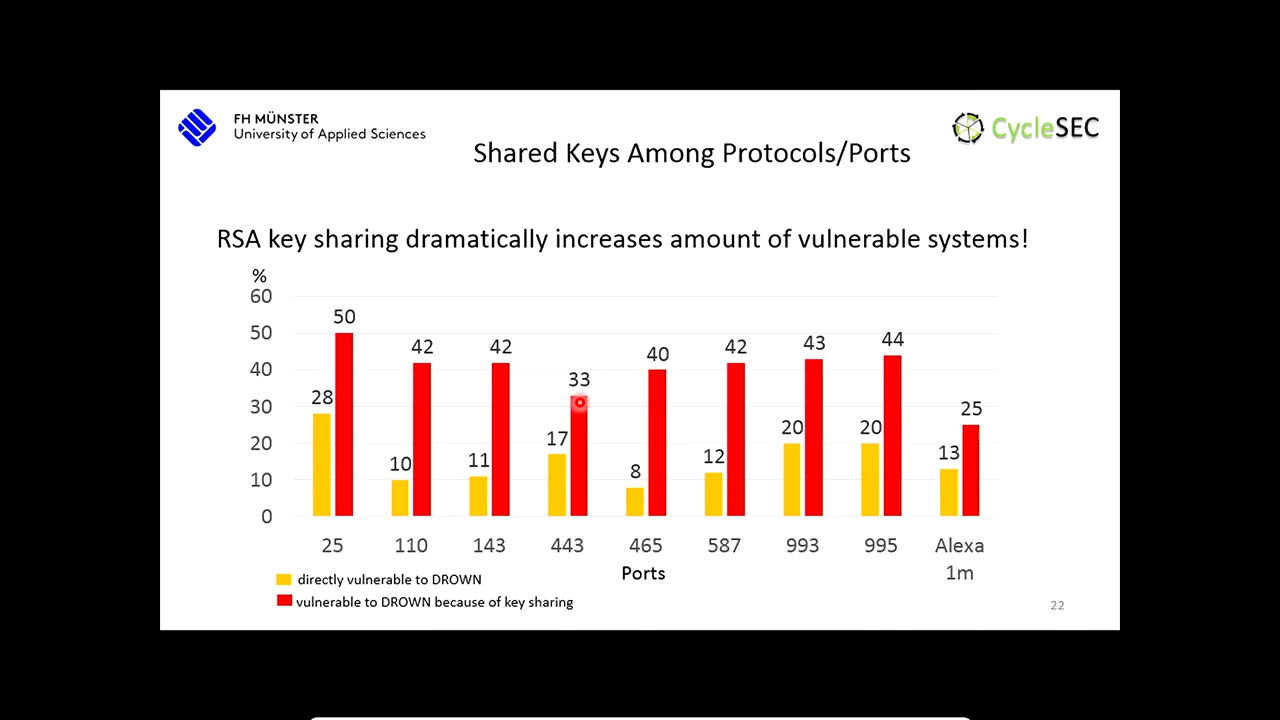 FH MÜNSTER
University of Applied Sciences
CycleSEC
Shared Keys Among Protocols/Ports
RSA key sharing dramatically increases amount of vulnerable systems!
%
60
50
40
30
20
10
0
28 50
10 42
11 42
17 33
8 40
12 42
20 43
20 44
13 25
25 110 143 443 465 587 993 995 Alexa 1m
Ports
directly vulnerable to DROWN
vulnerable to DROWN because of key sharing
22